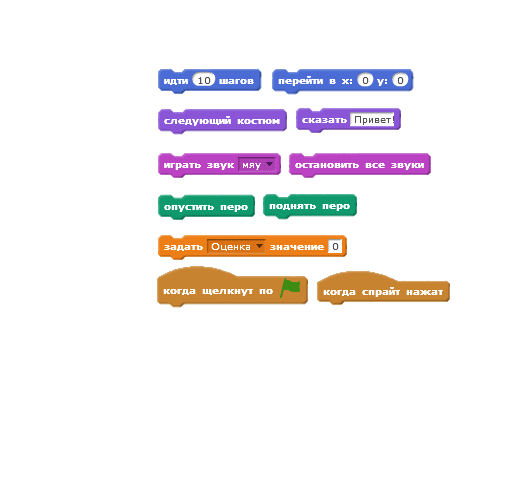 идти 10 шагов перейти в x: 0 y: 0
следующий костюм сказать Привет!
играть звук мяу остановить все звуки
опустить перо поднять перо
задать Оценка значение 0
когда щелкнут по когда спрайт нажат